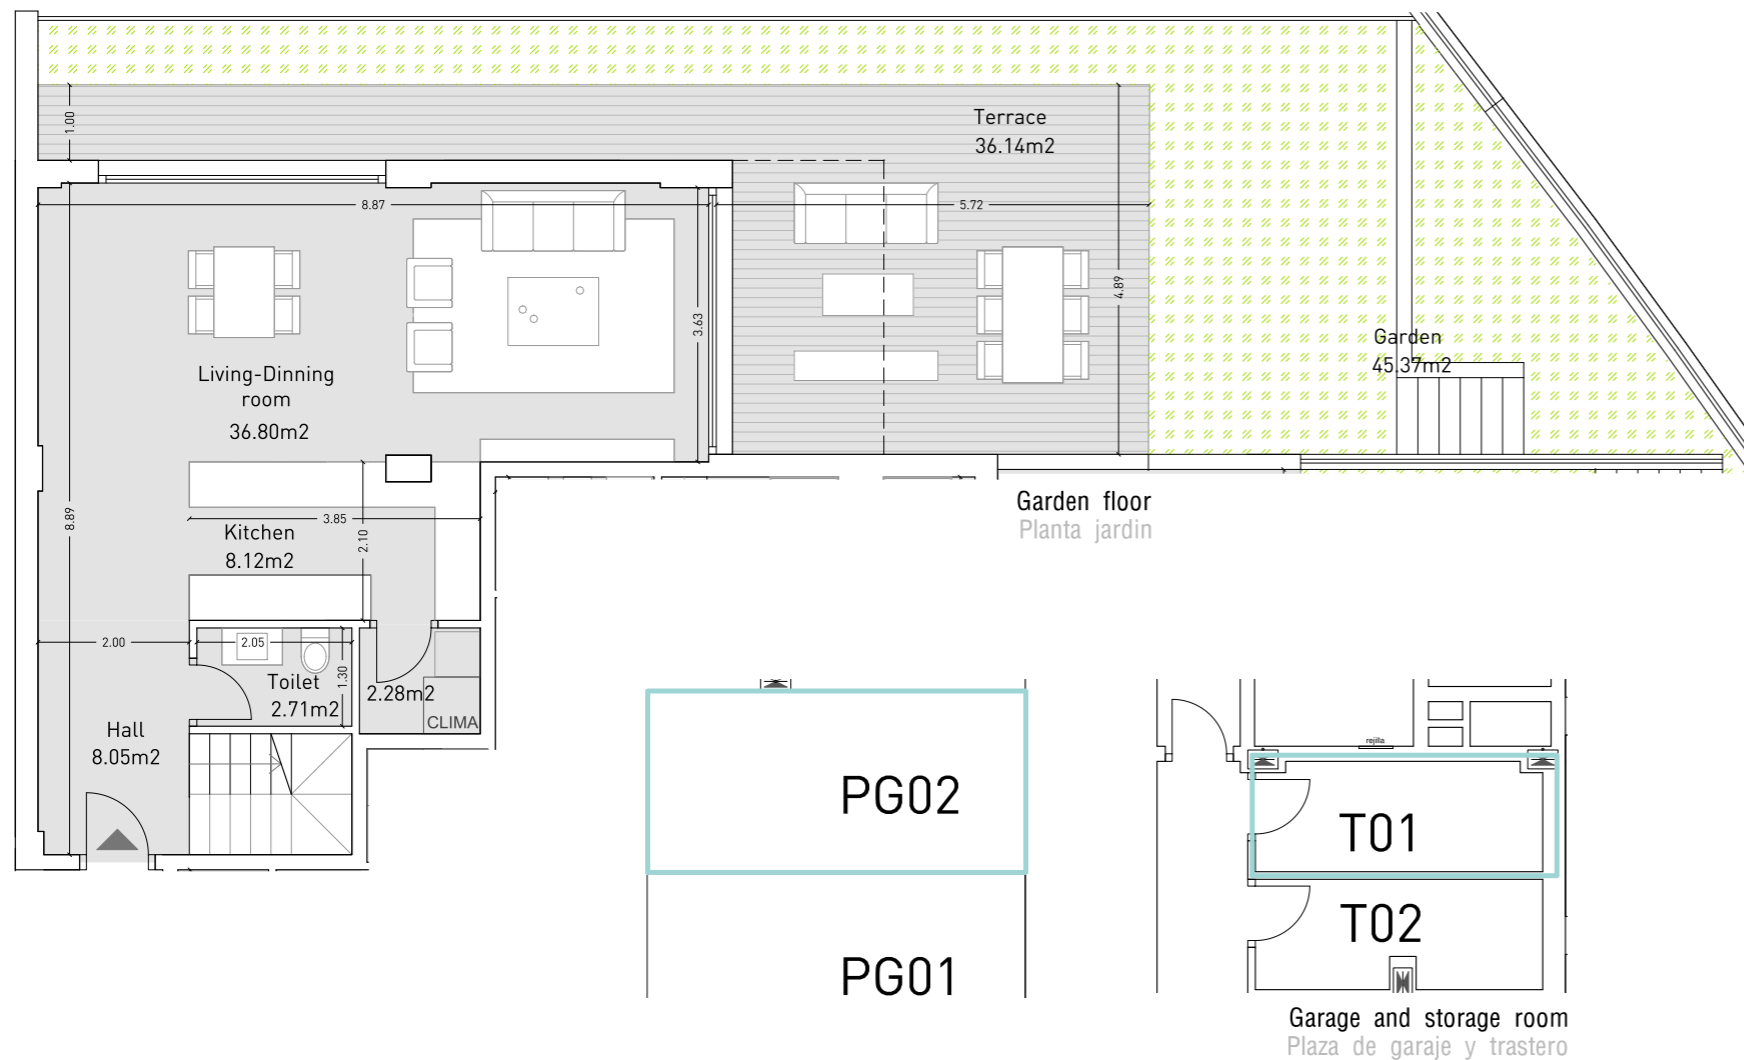 Terrace
36.14m2
1.00
8.87
5.72
4.89
3.63
Garden
45.37m2
Living-Dinning
room
36.80m2
8.89
3.85
Kitchen
8.12m2
2.10
Garden floor
Planta jardin
2.00
2.05
1.30
Toilet
2.71m2
2.28m2
CLIMA
Hall
8.05m2
PG02
PG01
rejilla
T01
T02
Garage and storage room
Plaza de garaje y trastero